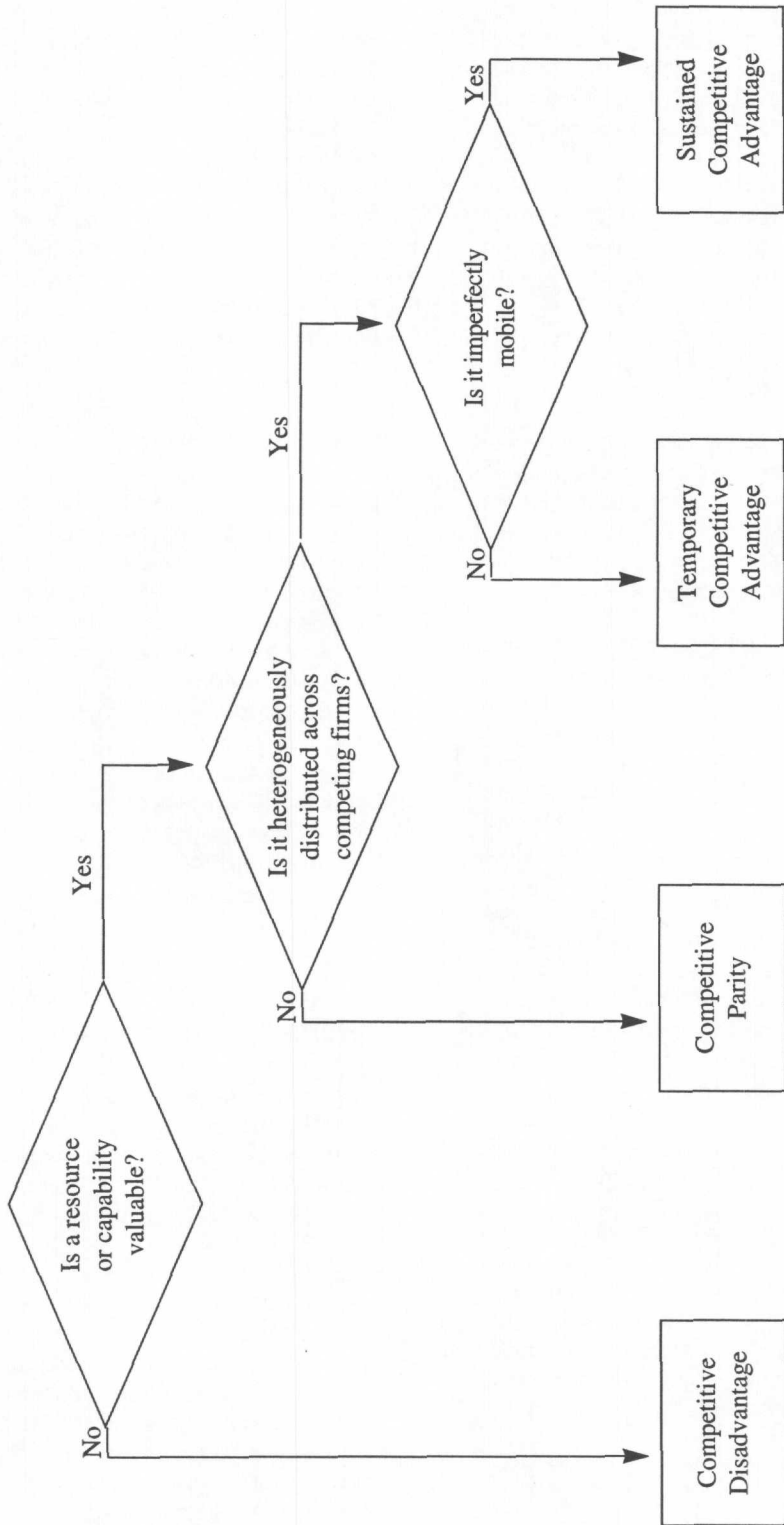 Is a resource
or capability
valuable?
No
Yes
Is it heterogeneously
distributed across
competing firms?
No
Yes
Is it imperfectly
mobile?
No
Yes
Competitive
Disadvantage
Competitive
Parity
Temporary
Competitive
Advantage
Sustained
Competitive
Advantage